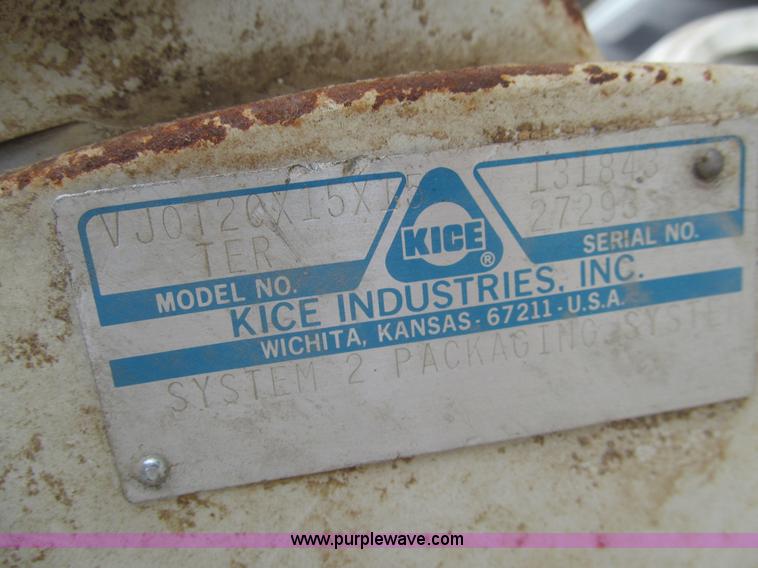 VJOT20X15X15
TER
MODEL NO.
KICE
®
131843
27293
SERIAL NO.
KICE INDUSTRIES, INC.
WICHITA, KANSAS - 67211 - U.S.A.
SYSTEM 2 PACKAGING SYSTE
www.purplewave.com